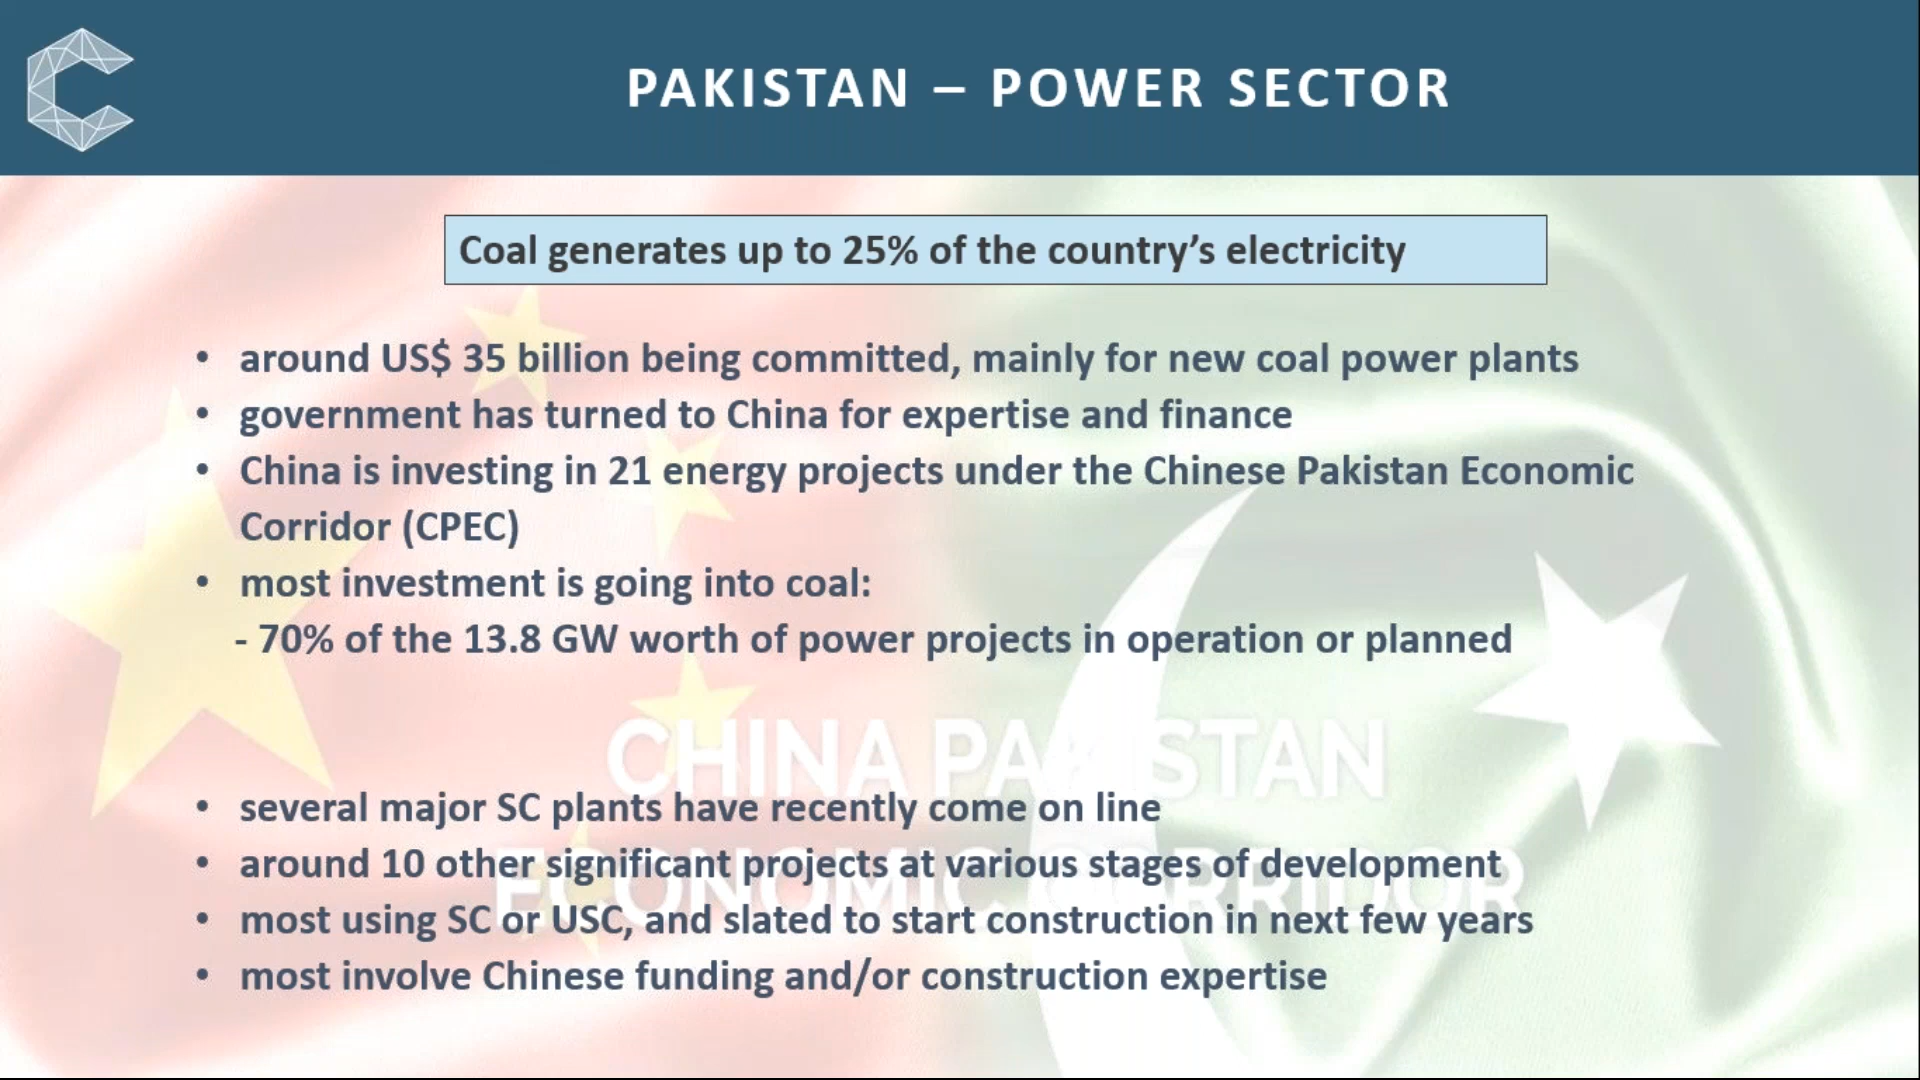 PAKISTAN – POWER SECTOR
Coal generates up to 25% of the country’s electricity
• around US$ 35 billion being committed, mainly for new coal power plants
• government has turned to China for expertise and finance
• China is investing in 21 energy projects under the Chinese Pakistan Economic
Corridor (CPEC)
• most investment is going into coal:
- 70% of the 13.8 GW worth of power projects in operation or planned
CHINA PAKISTAN
• several major SC plants have recently come on line
• around 10 other significant projects at various stages of development
ECONOMIC CORRIDOR
• most using SC or USC, and slated to start construction in next few years
• most involve Chinese funding and/or construction expertise